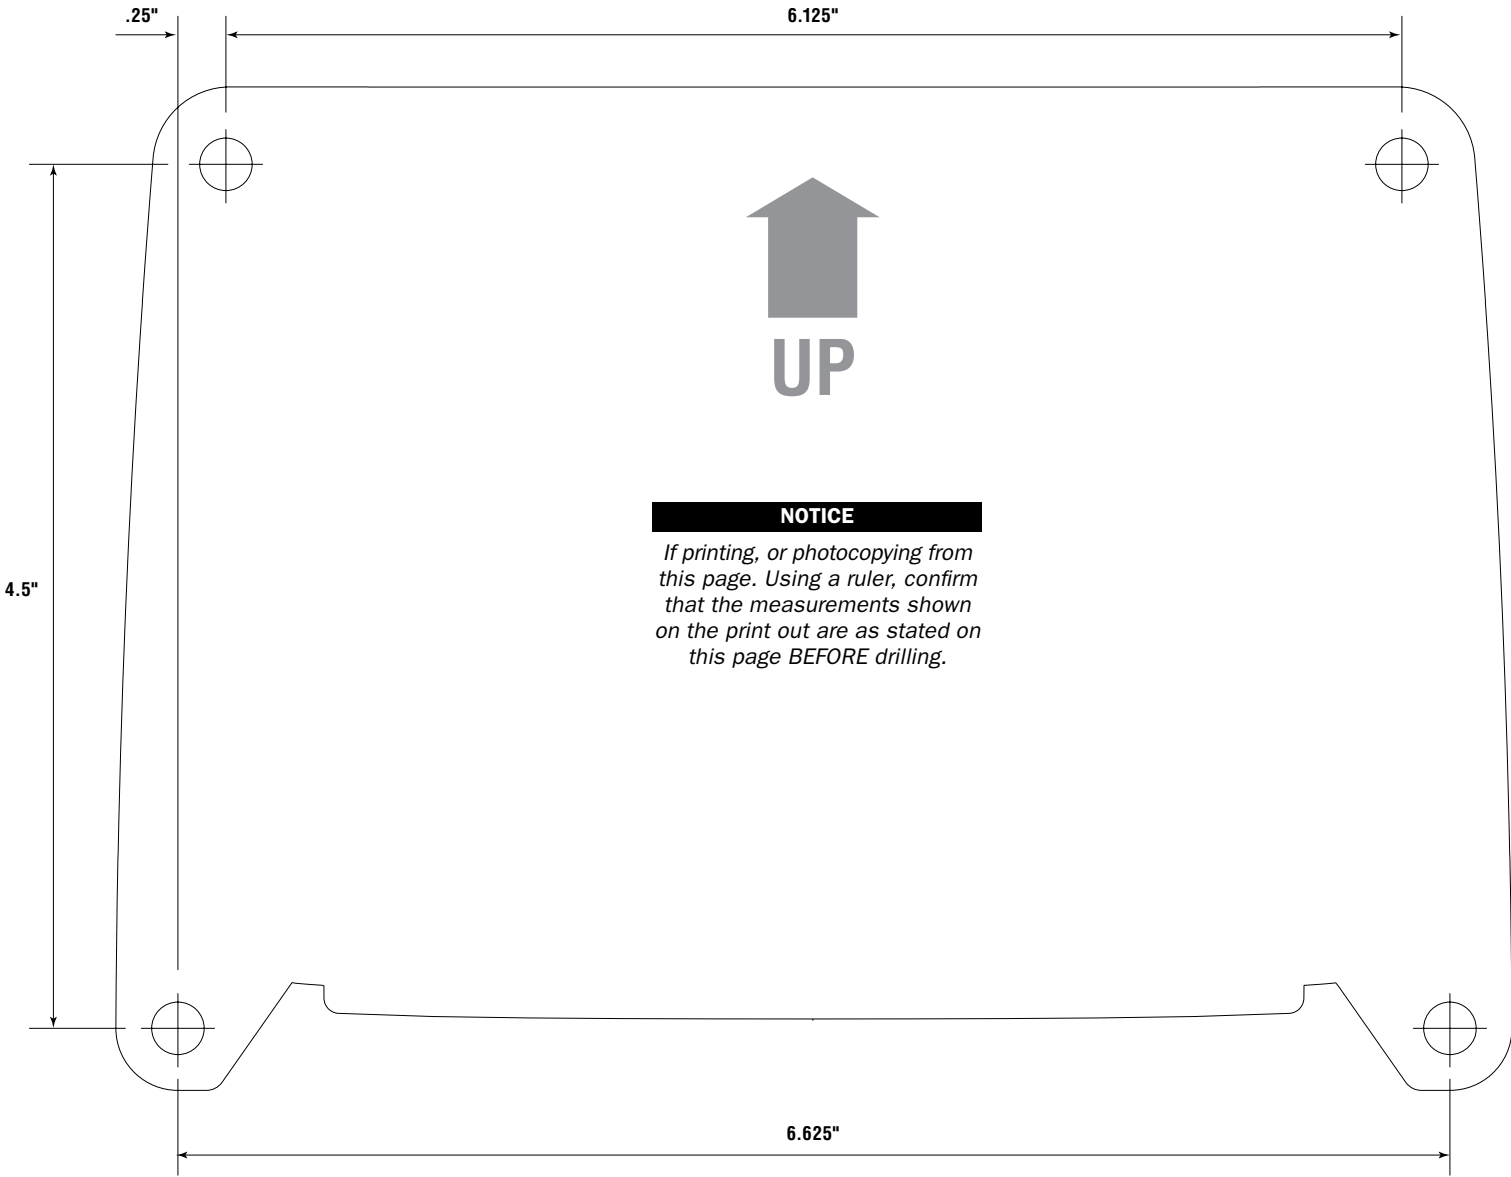 .25"
6.125"
UP
NOTICE
If printing, or photocopying from
this page. Using a ruler, confirm
that the measurements shown
on the print out are as stated on
this page BEFORE drilling.
4.5"
6.625"